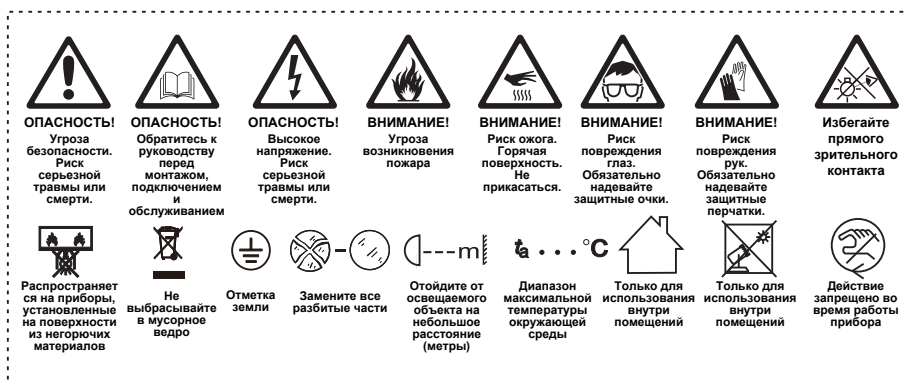 ОПАСНОСТЬ!
Угроза
безопасности.
Риск
серьезной
травмы или
смерти.
ОПАСНОСТЬ!
Обратитесь к
руководству
перед
монтажом,
подключением
и
обслуживанием
ОПАСНОСТЬ!
Высокое
напряжение.
Риск
серьезной
травмы или
смерти.
ВНИМАНИЕ!
Угроза
возникновения
пожара
ВНИМАНИЕ!
Риск ожога.
Горячая
поверхность.
Не
прикасаться.
ВНИМАНИЕ!
Риск
повреждения
глаз.
Обязательно
надевайте
защитные очки.
ВНИМАНИЕ!
Риск
повреждения
рук.
Обязательно
надевайте
защитные
перчатки.
Избегайте
прямого
зрительного
контакта
Распространяет
ся на приборы,
установленные
на поверхности
из негорючих
материалов
Не
выбрасывайте
в мусорное
ведро
Отметка
земли
Замените все
разбитые части
m
Отойдите от
освещаемого
объекта на
небольшое
расстояние
(метры)
ta...°C
Диапазон
максимальной
температуры
окружающей
среды
Только для
использования
внутри
помещений
Только для
использования
внутри
помещений
Действие
запрещено во
время работы
прибора